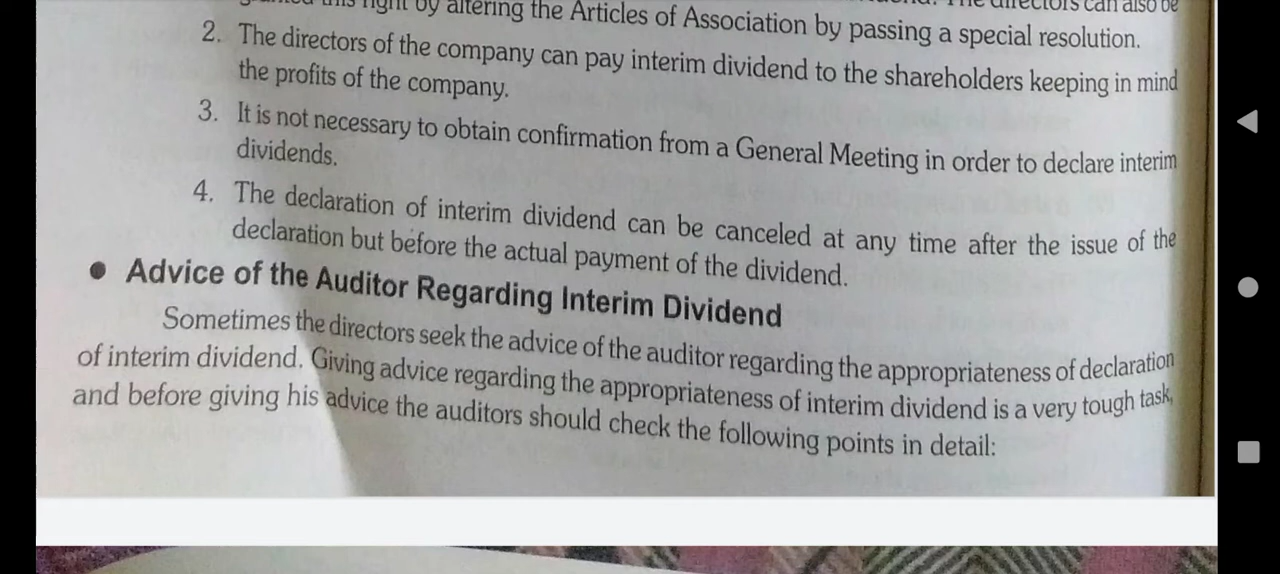 this right by altering the Articles of Association by passing a special resolution.
2. The directors of the company can pay interim dividend to the shareholders keeping in mind
the profits of the company.
3. It is not necessary to obtain confirmation from a General Meeting in order to declare interim
dividends.
4. The declaration of interim dividend can be canceled at any time after the issue of the
declaration but before the actual payment of the dividend.
• Advice of the Auditor Regarding Interim Dividend
Sometimes the directors seek the advice of the auditor regarding the appropriateness of declaration
of interim dividend. Giving advice regarding the appropriateness of interim dividend is a very tough task,
and before giving his advice the auditors should check the following points in detail: